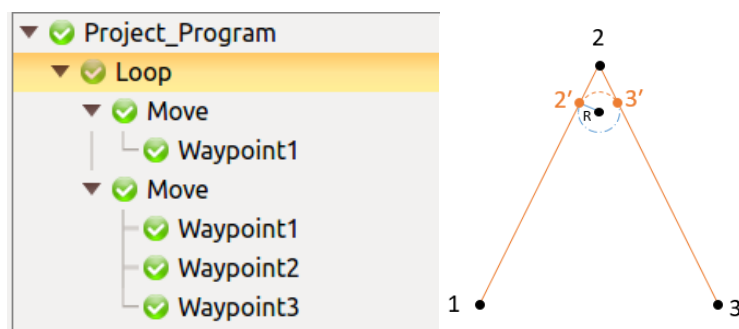 Project_Program
Loop
Move
Waypoint1
Move
Waypoint1
Waypoint2
Waypoint3
2
2′ 3′
R
1 3